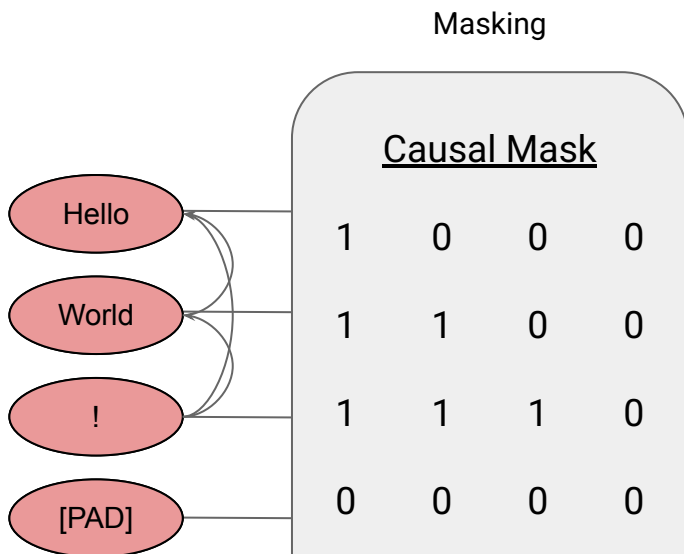 Masking
Causal Mask
Hello
1 0 0 0
World
1 1 0 0
!
1 1 1 0
[PAD]
0 0 0 0